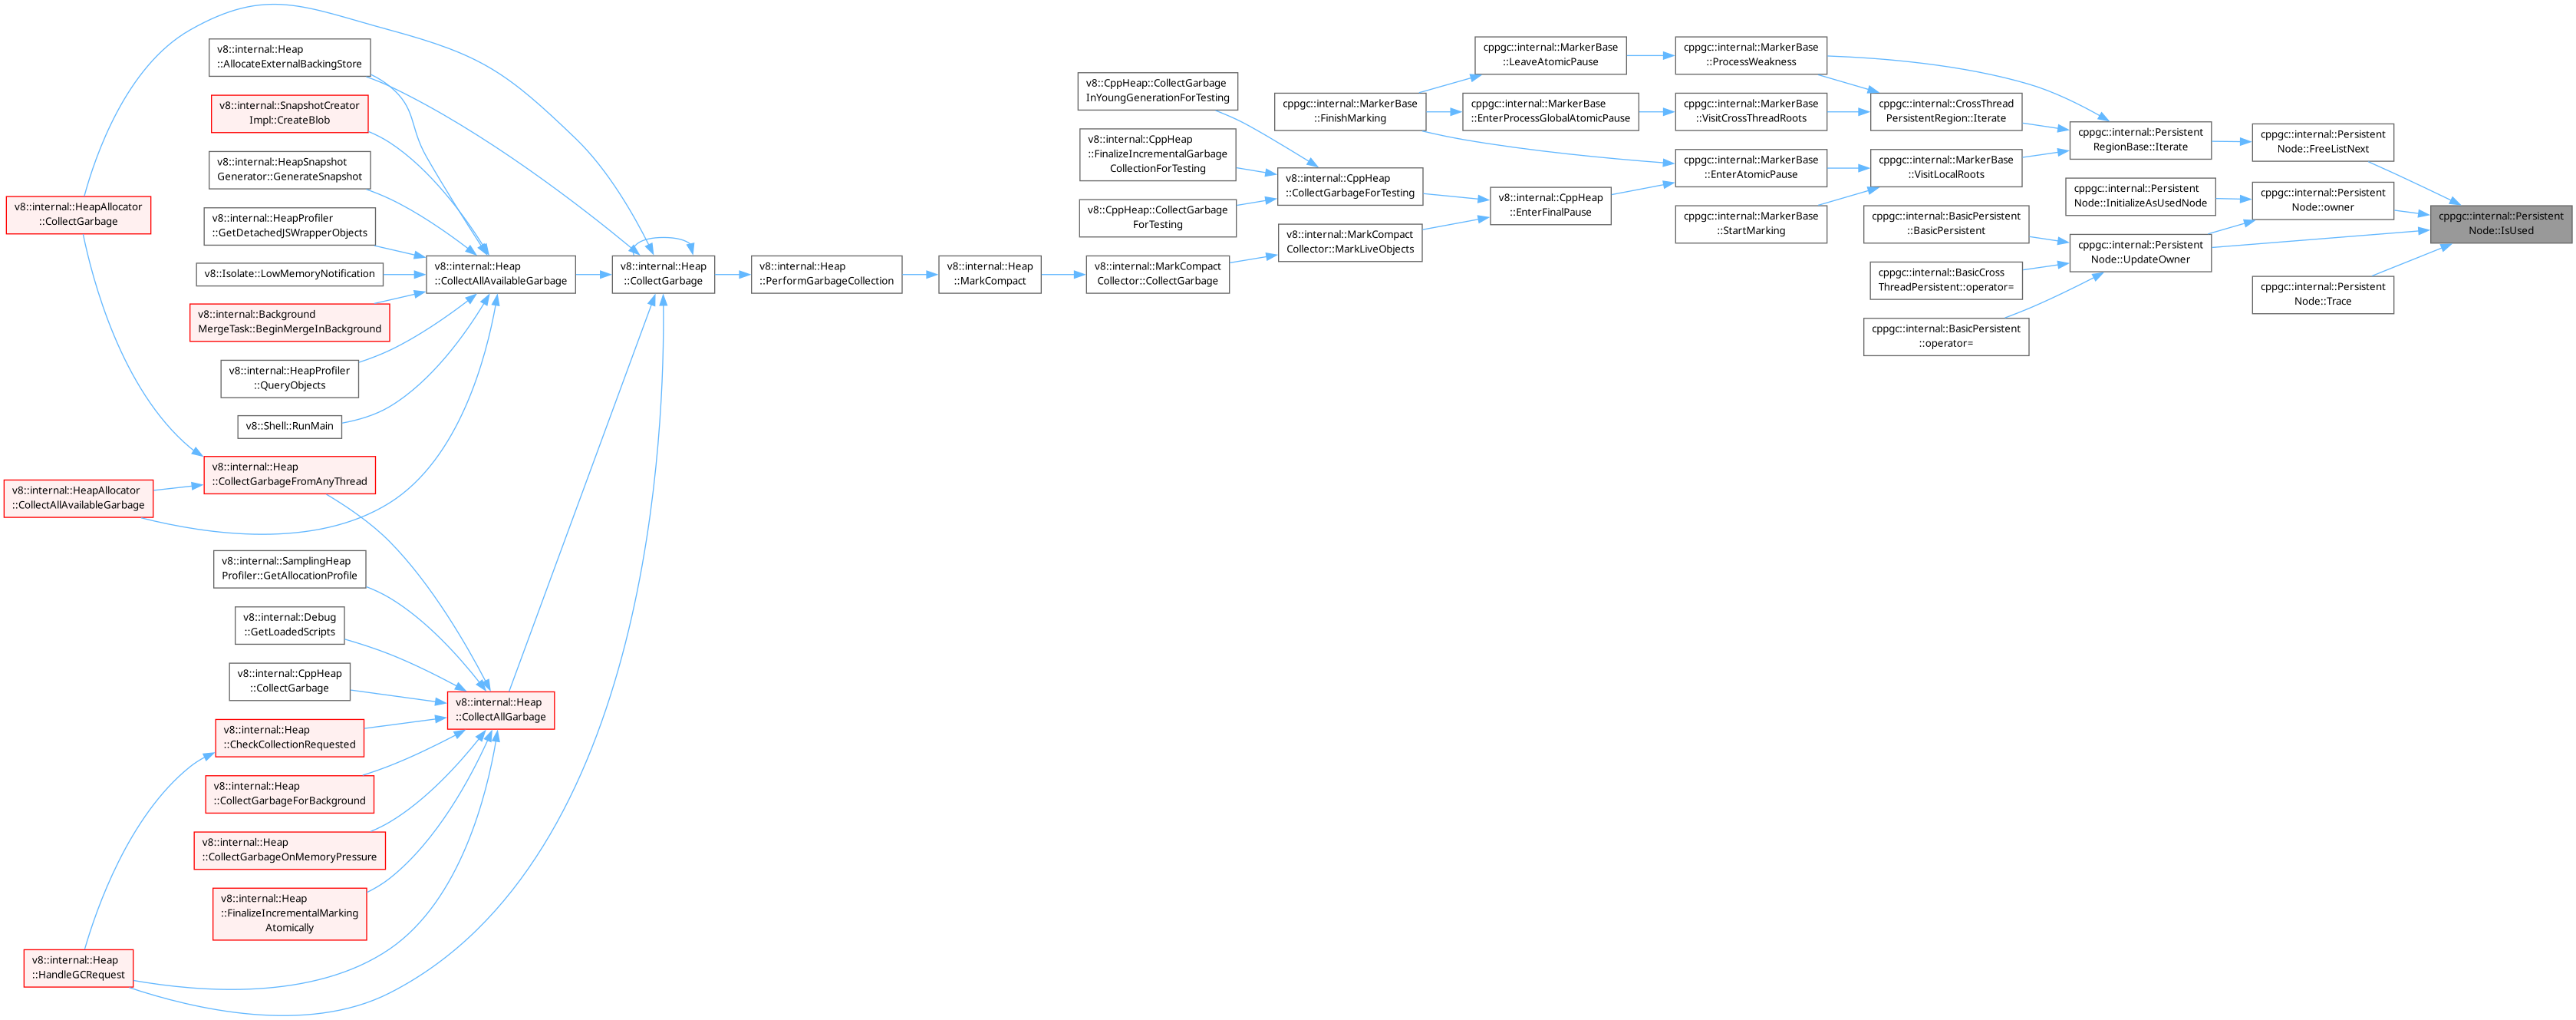 v8::internal::HeapAllocator
::CollectGarbage
v8::internal::HeapAllocator
::CollectAllAvailableGarbage
v8::internal::Heap
::HandleGCRequest
v8::internal::Heap
::AllocateExternalBackingStore
v8::internal::SnapshotCreator
Impl::CreateBlob
v8::internal::HeapSnapshot
Generator::GenerateSnapshot
v8::internal::HeapProfiler
::GetDetachedJSWrapperObjects
v8::Isolate::LowMemoryNotification
v8::internal::Background
MergeTask::BeginMergeInBackground
v8::internal::HeapProfiler
::QueryObjects
v8::Shell::RunMain
v8::internal::Heap
::CollectGarbageFromAnyThread
v8::internal::SamplingHeap
Profiler::GetAllocationProfile
v8::internal::Debug
::GetLoadedScripts
v8::internal::CppHeap
::CollectGarbage
v8::internal::Heap
::CheckCollectionRequested
v8::internal::Heap
::CollectGarbageForBackground
v8::internal::Heap
::CollectGarbageOnMemoryPressure
v8::internal::Heap
::FinalizeIncrementalMarking
Atomically
v8::internal::Heap
::CollectAllAvailableGarbage
v8::internal::Heap
::CollectAllGarbage
v8::internal::Heap
::CollectGarbage
v8::internal::Heap
::PerformGarbageCollection
v8::internal::Heap
::MarkCompact
v8::CppHeap::CollectGarbage
InYoungGenerationForTesting
v8::internal::CppHeap
::FinalizeIncrementalGarbage
CollectionForTesting
v8::CppHeap::CollectGarbage
ForTesting
v8::internal::MarkCompact
Collector::CollectGarbage
cppgc::internal::MarkerBase
::FinishMarking
v8::internal::CppHeap
::CollectGarbageForTesting
v8::internal::MarkCompact
Collector::MarkLiveObjects
cppgc::internal::MarkerBase
::LeaveAtomicPause
cppgc::internal::MarkerBase
::EnterProcessGlobalAtomicPause
v8::internal::CppHeap
::EnterFinalPause
cppgc::internal::MarkerBase
::ProcessWeakness
cppgc::internal::MarkerBase
::VisitCrossThreadRoots
cppgc::internal::MarkerBase
::EnterAtomicPause
cppgc::internal::MarkerBase
::StartMarking
cppgc::internal::CrossThread
PersistentRegion::Iterate
cppgc::internal::MarkerBase
::VisitLocalRoots
cppgc::internal::BasicPersistent
::BasicPersistent
cppgc::internal::BasicCross
ThreadPersistent::operator=
cppgc::internal::BasicPersistent
::operator=
cppgc::internal::Persistent
RegionBase::Iterate
cppgc::internal::Persistent
Node::InitializeAsUsedNode
cppgc::internal::Persistent
Node::UpdateOwner
cppgc::internal::Persistent
Node::FreeListNext
cppgc::internal::Persistent
Node::owner
cppgc::internal::Persistent
Node::Trace
cppgc::internal::Persistent
Node::IsUsed